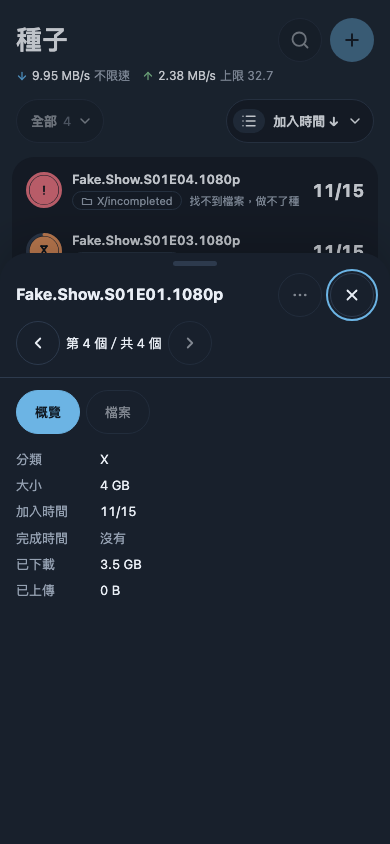 種子
↓ 9.95 MB/s 不限速 ↑ 2.38 MB/s 上限 32.7
全部 4
加入時間 ↓
Fake.Show.S01E04.1080p
X/incompleted 找不到檔案，做不了種
11/15
Fake.Show.S01E03.1080p
11/15
Fake.Show.S01E01.1080p
第 4 個 / 共 4 個
概覽 檔案
分類 X
大小 4 GB
加入時間 11/15
完成時間 沒有
已下載 3.5 GB
已上傳 0 B